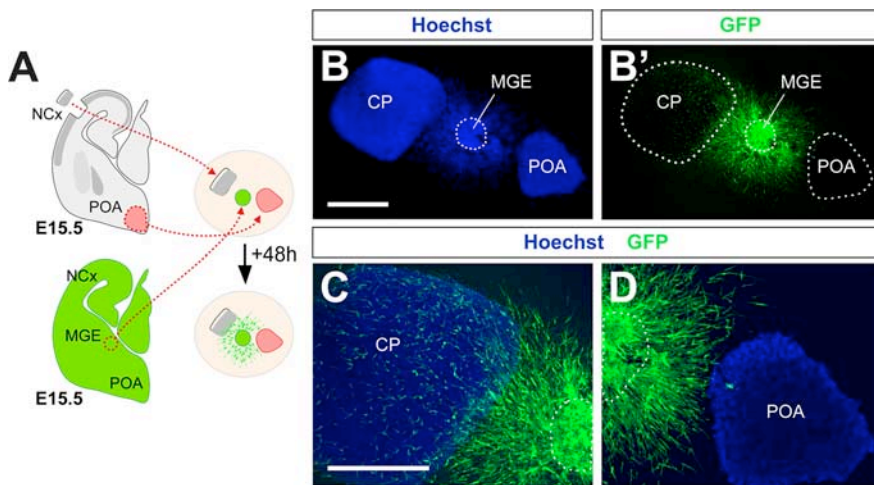 A
NCx
POA
E15.5
+48h
NCx
MGE
POA
E15.5
Hoechst
GFP
B
CP
MGE
POA
B’
CP
MGE
POA
Hoechst GFP
C
CP
D
POA